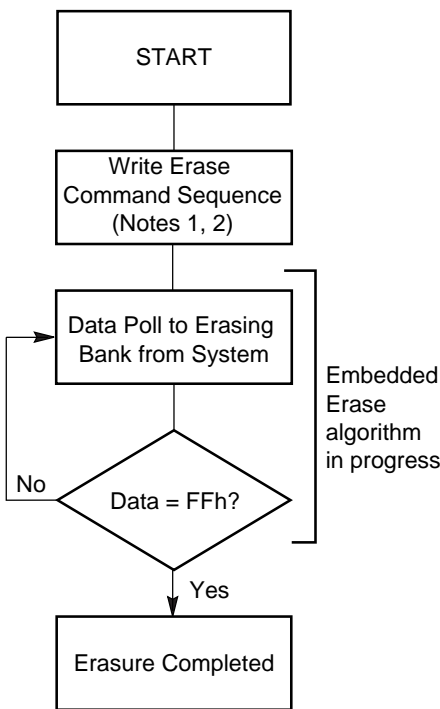 START
Write Erase
Command Sequence
(Notes 1, 2)
Data Poll to Erasing
Bank from System
Embedded
Erase
algorithm
in progress
No
Data = FFh?
Yes
Erasure Completed